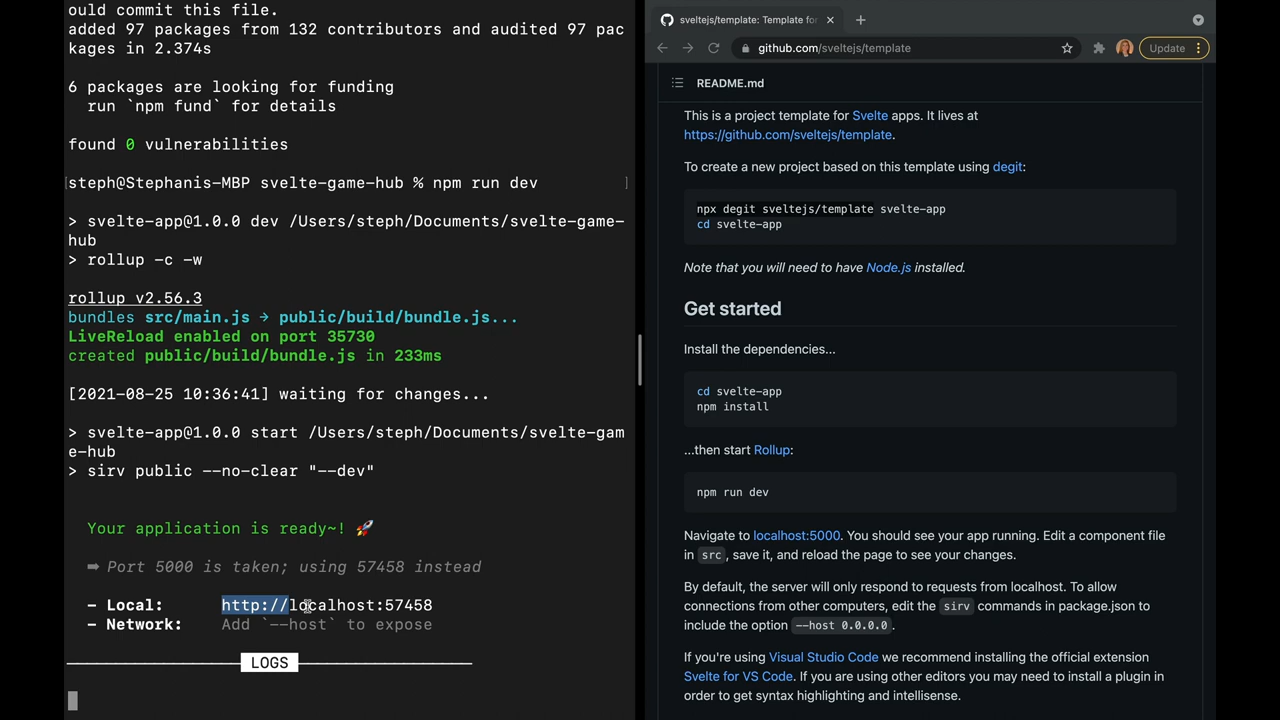 ould commit this file.
added 97 packages from 132 contributors and audited 97 pac
kages in 2.374s
6 packages are looking for funding
run `npm fund` for details
found 0 vulnerabilities
steph@Stephanis-MBP svelte-game-hub % npm run dev
> svelte-app@1.0.0 dev /Users/steph/Documents/svelte-game-
hub
> rollup -c -w
rollup v2.56.3
bundles src/main.js → public/build/bundle.js...
LiveReload enabled on port 35730
created public/build/bundle.js in 233ms
[2021-08-25 10:36:41] waiting for changes...
> svelte-app@1.0.0 start /Users/steph/Documents/svelte-gam
e-hub
> sirv public --no-clear "--dev"
Your application is ready~! 🚀
➡ Port 5000 is taken; using 57458 instead
- Local: http://localhost:57458
- Network: Add `--host` to expose
LOGS
sveltejs/template: Template for
github.com/sveltejs/template
Update
README.md
This is a project template for Svelte apps. It lives at
https://github.com/sveltejs/template.
To create a new project based on this template using degit:
npx degit sveltejs/template svelte-app
cd svelte-app
Note that you will need to have Node.js installed.
Get started
Install the dependencies...
cd svelte-app
npm install
...then start Rollup:
npm run dev
Navigate to localhost:5000. You should see your app running. Edit a component file
in src, save it, and reload the page to see your changes.
By default, the server will only respond to requests from localhost. To allow
connections from other computers, edit the sirv commands in package.json to
include the option --host 0.0.0.0.
If you're using Visual Studio Code we recommend installing the official extension
Svelte for VS Code. If you are using other editors you may need to install a plugin in
order to get syntax highlighting and intellisense.